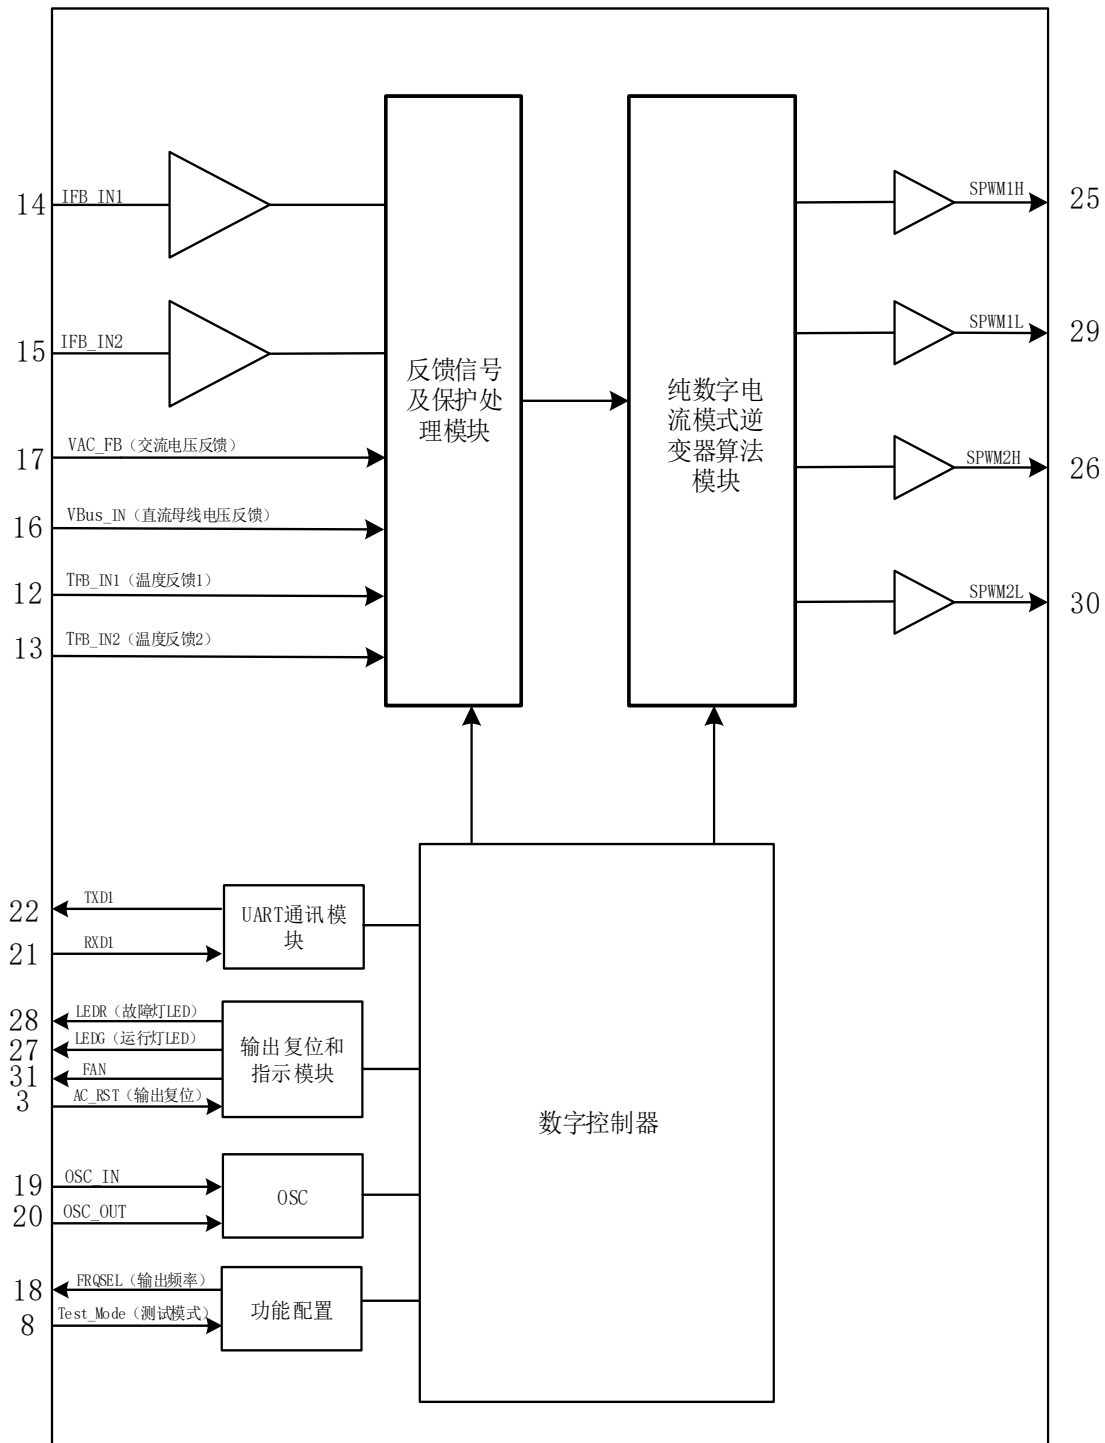 14 IFB_IN1
15 IFB_IN2
17 VAC_FB（交流电压反馈）
16 VBus_IN（直流母线电压反馈）
12 TFB_IN1（温度反馈1）
13 TFB_IN2（温度反馈2）
反馈信号
及保护处
理模块
纯数字电
流模式逆
变器算法
模块
SPWM1H 25
SPWM1L 29
SPWM2H 26
SPWM2L 30
22 TXD1
21 RXD1
UART通讯模
块
28 LEDR（故障灯LED）
27 LEDG（运行灯LED）
31 FAN
3 AC_RST（输出复位）
输出复位和
指示模块
数字控制器
19 OSC_IN
20 OSC_OUT
OSC
18 FRQSEL（输出频率）
8 Test_Mode（测试模式）
功能配置